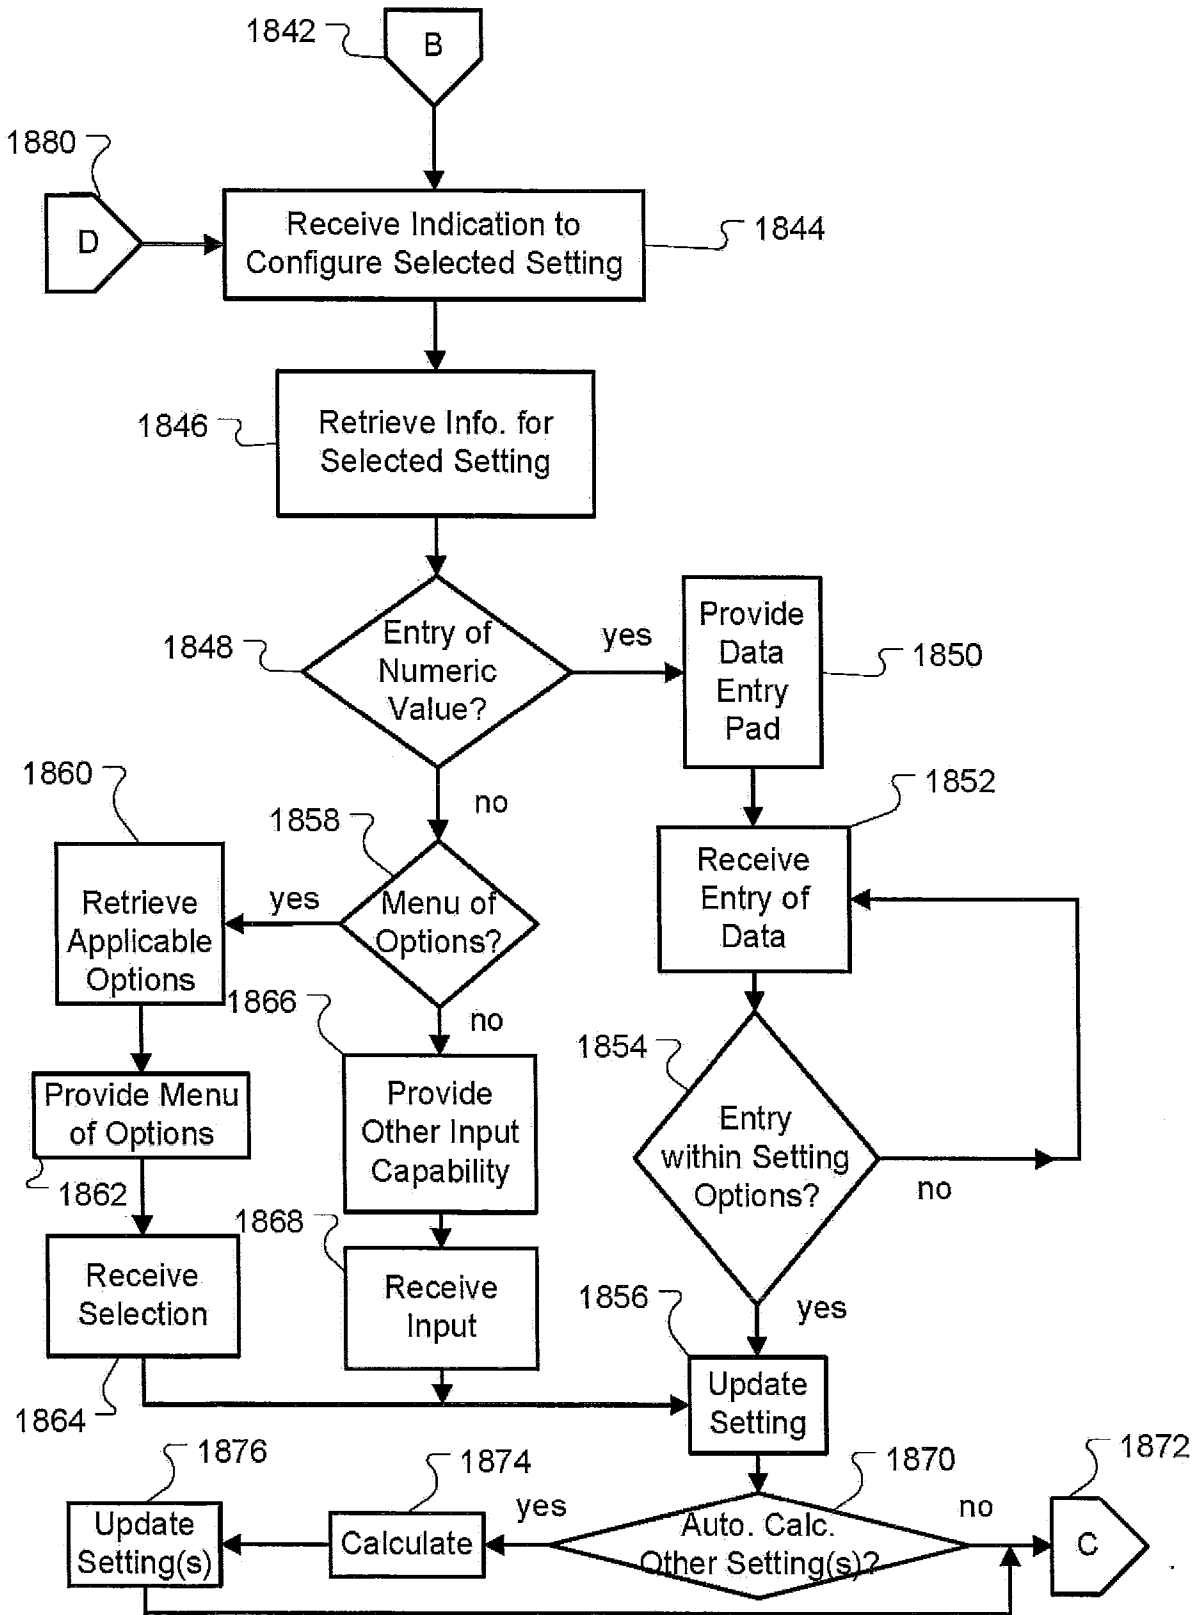 1842
B
1880
D
Receive Indication to
Configure Selected Setting
1844
1846
Retrieve Info. for
Selected Setting
1848
Entry of
Numeric
Value?
yes
Provide
Data
Entry
Pad
1850
no
1860
1858
1852
Retrieve
Applicable
Options
yes
Menu of
Options?
Receive
Entry of
Data
1866
no
1854
Provide Menu
of Options
1862
Provide
Other Input
Capability
Entry
within Setting
Options?
no
1868
Receive
Selection
1864
Receive
Input
1856
yes
Update
Setting
1876
1874
1870
1872
Update
Setting(s)
Calculate
yes
Auto. Calc.
Other Setting(s)?
no
C